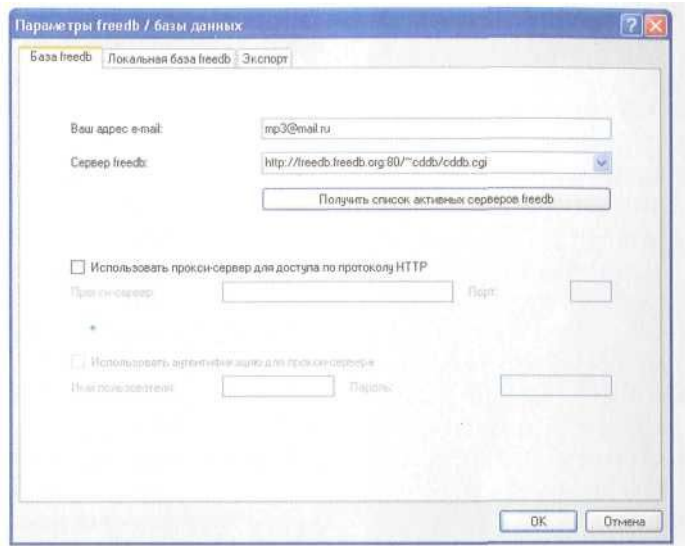 Параметры freedb / базы данных
База freedb Локальная база freedb Экспорт
Ваш адрес e-mail: mp3@mail.ru
Сервер freedb: http://freedb.freedb.org:80/~cddb/cddb.cgi
Получить список активных серверов freedb
Использовать прокси-сервер для доступа по протоколу HTTP
Прокси-сервер: Порт:
Использовать аутентификацию для прокси-сервера
Имя пользователя: Пароль:
OK Отмена